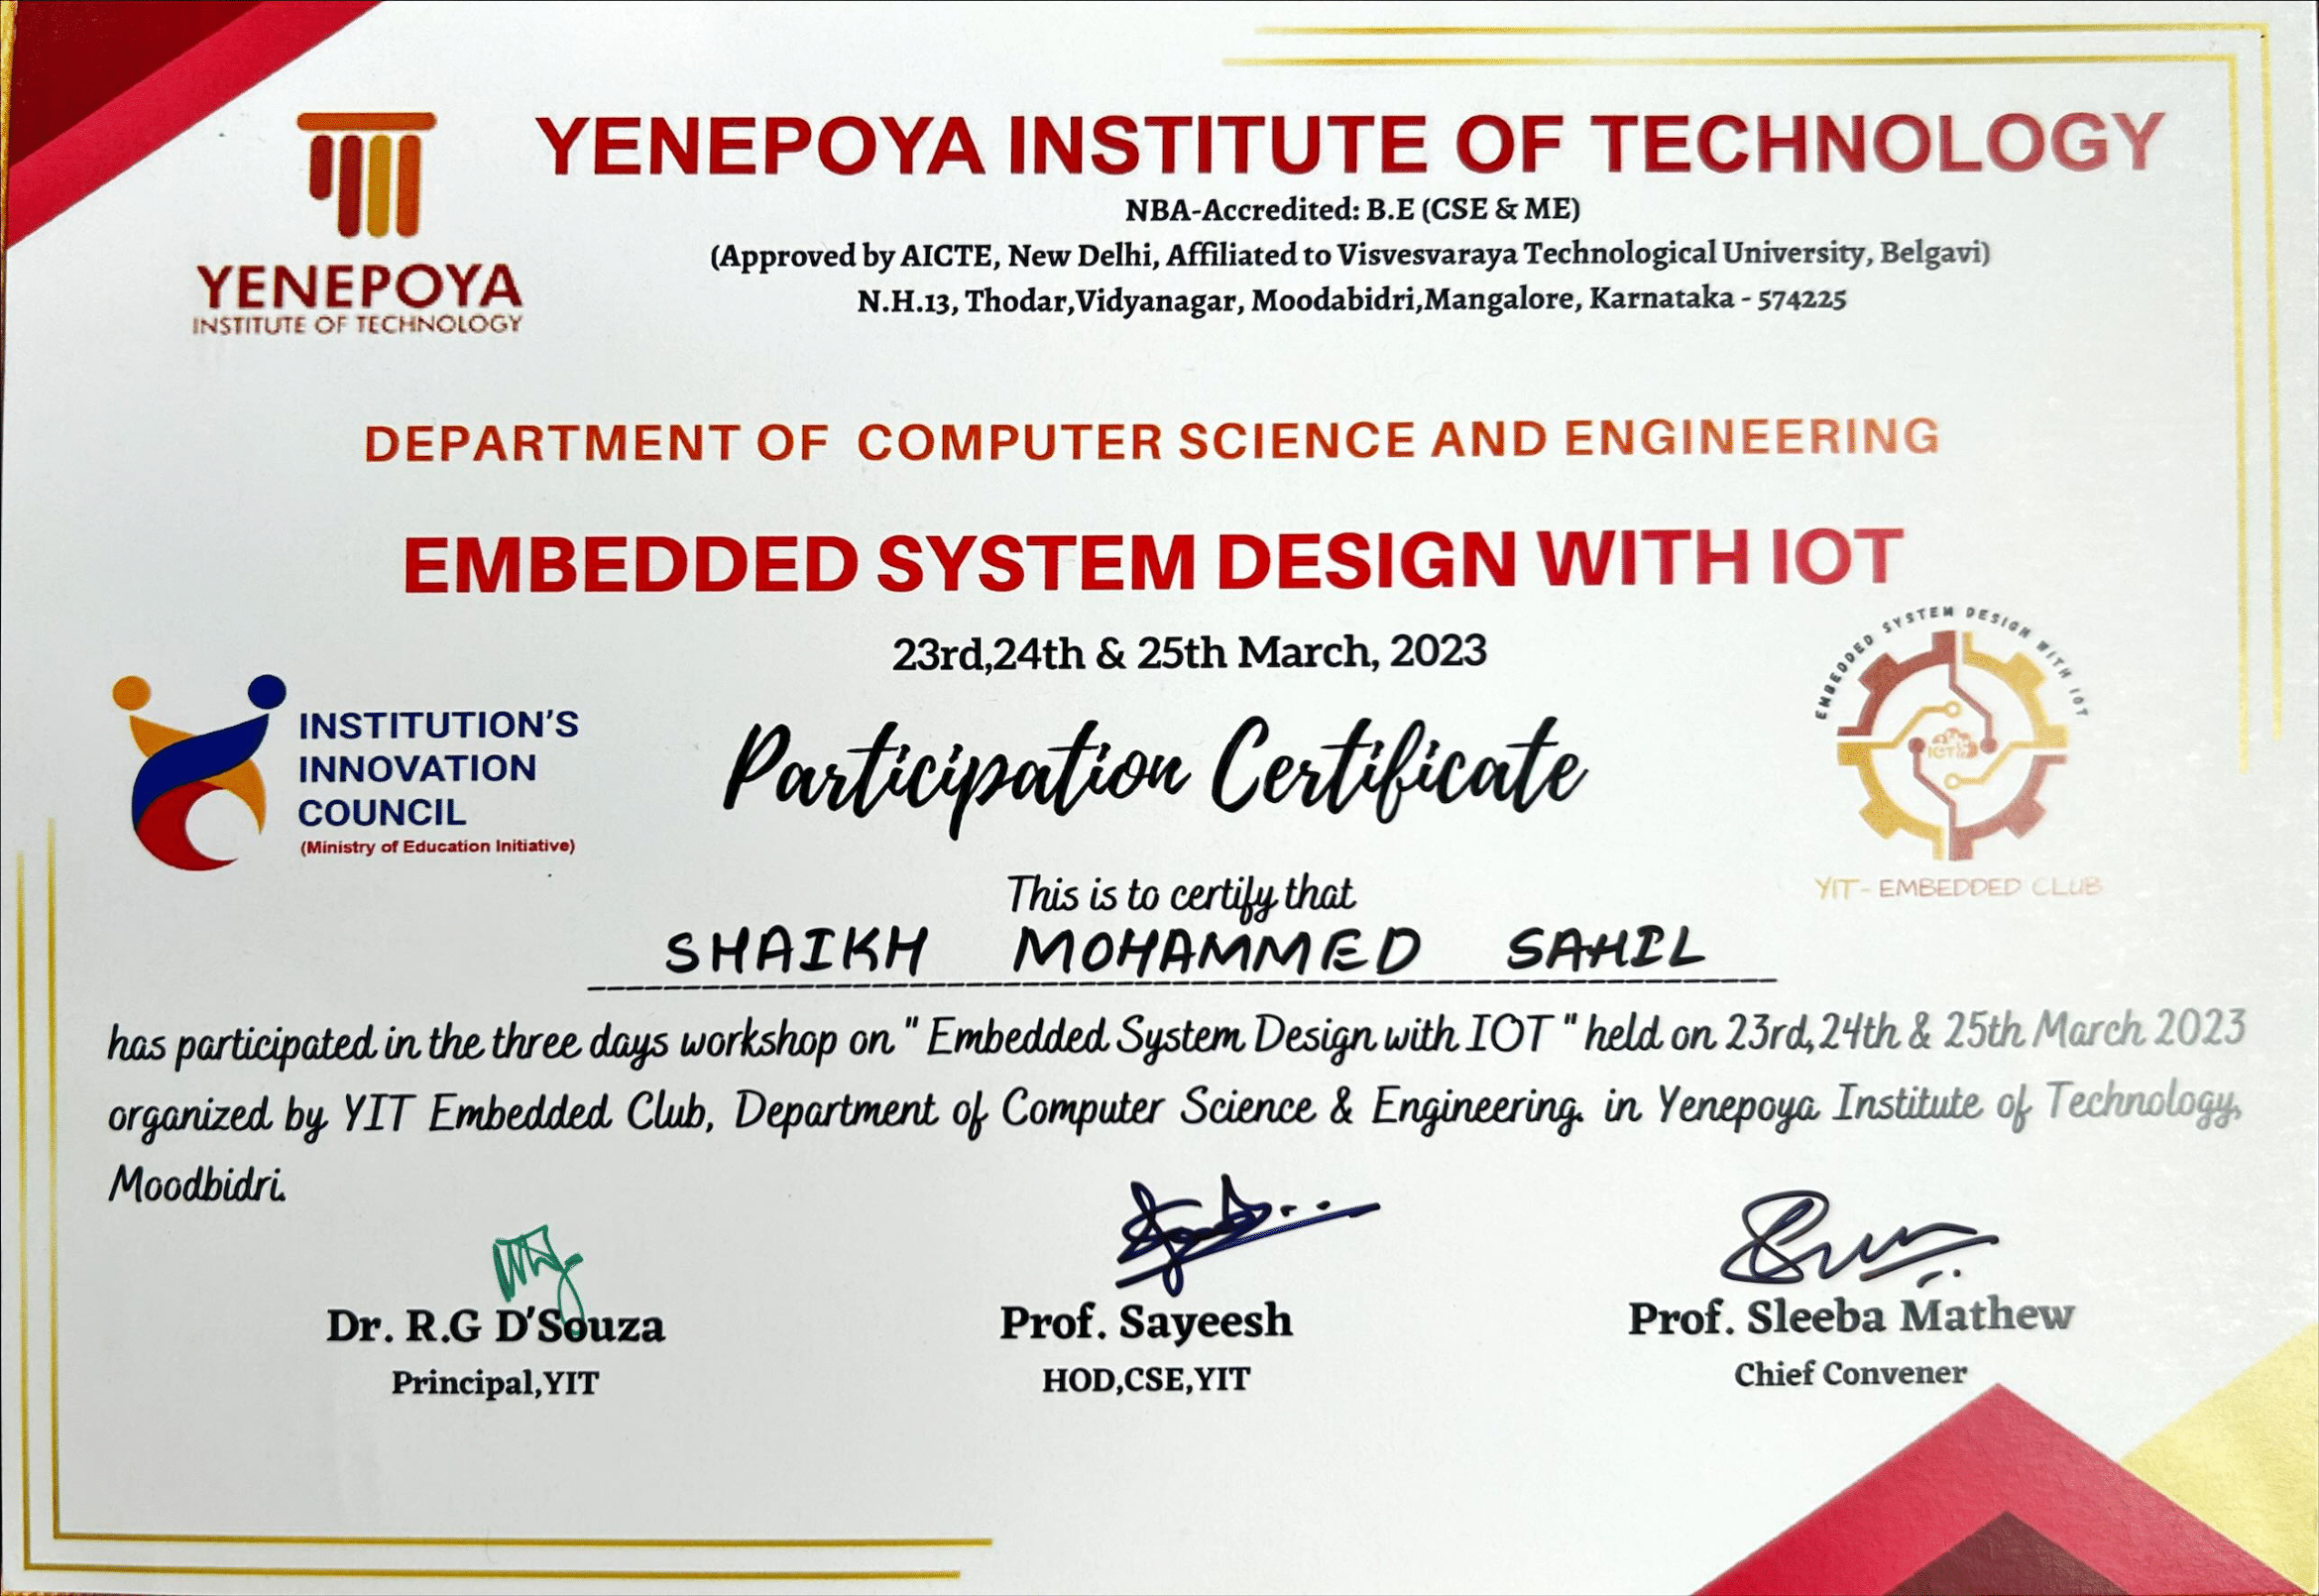 YENEPOYA INSTITUTE OF TECHNOLOGY
NBA-Accredited: B.E (CSE & ME)
(Approved by AICTE, New Delhi, Affiliated to Visvesvaraya Technological University, Belgavi)
N.H.13, Thodar,Vidyanagar, Moodabidri,Mangalore, Karnataka - 574225
YENEPOYA
INSTITUTE OF TECHNOLOGY
DEPARTMENT OF COMPUTER SCIENCE AND ENGINEERING
EMBEDDED SYSTEM DESIGN WITH IOT
23rd,24th & 25th March, 2023
INSTITUTION'S
INNOVATION
COUNCIL
(Ministry of Education Initiative)
Participation Certificate
EMBEDDED SYSTEM DESIGN WITH IOT
IOT
YIT- EMBEDDED CLUB
This is to certify that
SHAIKH MOHAMMED SAHIL
has participated in the three days workshop on " Embedded System Design with IOT " held on 23rd,24th & 25th March 2023
organized by YIT Embedded Club, Department of Computer Science & Engineering. in Yenepoya Institute of Technology,
Moodbidri.
Dr. R.G D'Souza
Principal,YIT
Prof. Sayeesh
HOD,CSE,YIT
Prof. Sleeba Mathew
Chief Convener